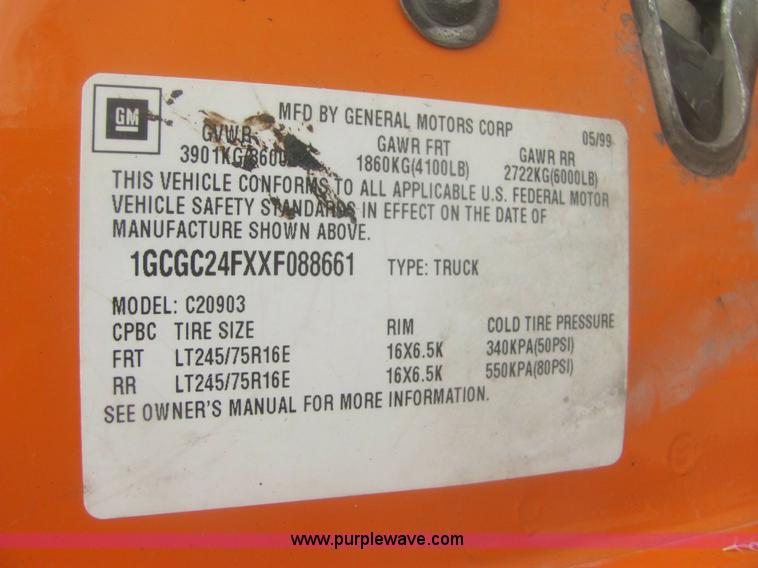 GM
MFD BY GENERAL MOTORS CORP 05/99
GVWR GAWR FRT GAWR RR
3901KG(8600 1860KG(4100LB) 2722KG(6000LB)
THIS VEHICLE CONFORMS TO ALL APPLICABLE U.S. FEDERAL MOTOR
VEHICLE SAFETY STANDARDS IN EFFECT ON THE DATE OF
MANUFACTURE SHOWN ABOVE.
1GCGC24FXXF088661 TYPE: TRUCK
MODEL: C20903
CPBC TIRE SIZE RIM COLD TIRE PRESSURE
FRT LT245/75R16E 16X6.5K 340KPA(50PSI)
RR LT245/75R16E 16X6.5K 550KPA(80PSI)
SEE OWNER'S MANUAL FOR MORE INFORMATION.
www.purplewave.com